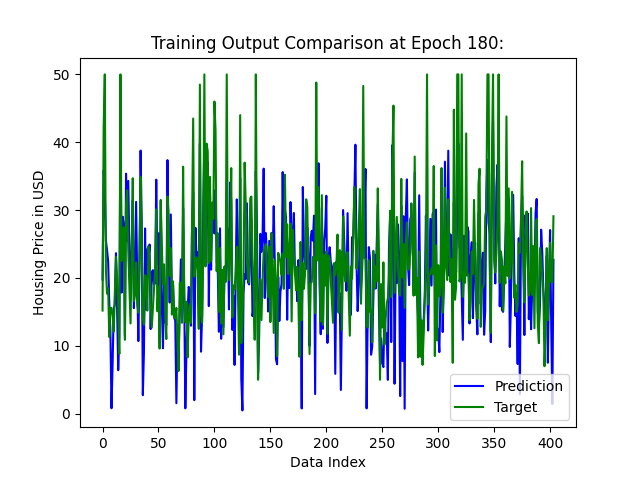 Training Output Comparison at Epoch 180:
50
40
30
20
10
0
Housing Price in USD
Prediction
Target
0 50 100 150 200 250 300 350 400
Data Index